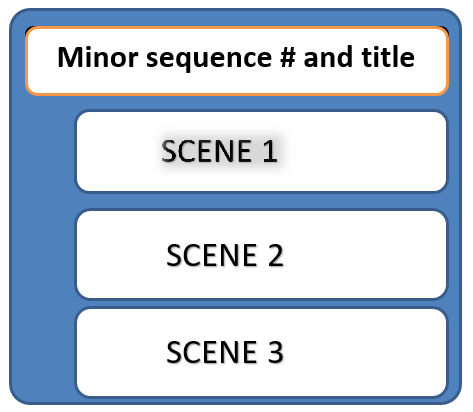 Minor sequence # and title
SCENE 1
SCENE 2
SCENE 3